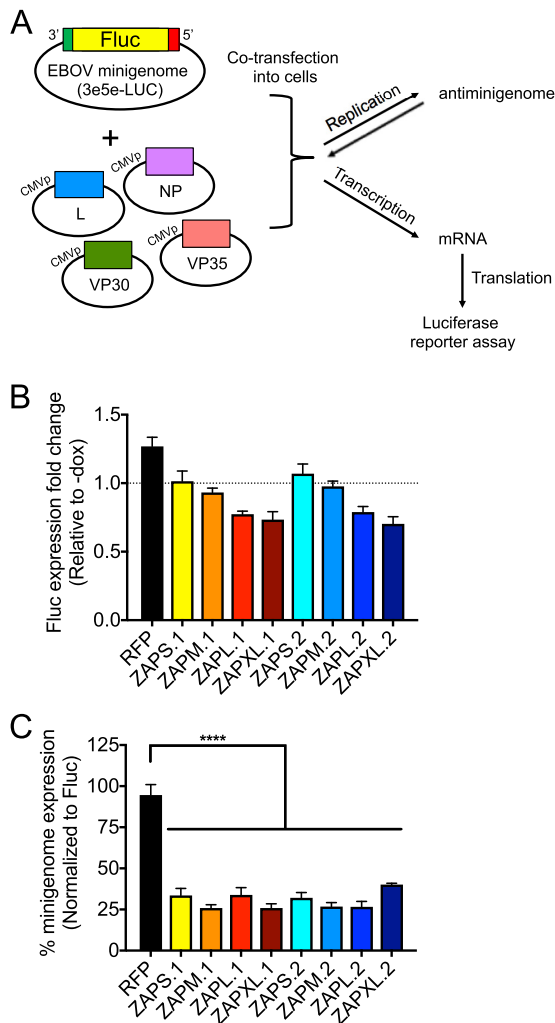 A
3’
Fluc
5’
EBOV minigenome
(3e5e-LUC)
+
CMVp
L
CMVp
NP
CMVp
VP30
CMVp
VP35
Co-transfection
into cells
Replication
antiminigenome
Transcription
mRNA
Translation
Luciferase
reporter assay
B
Fluc expression fold change
(Relative to -dox)
1.5
1.0
0.5
0.0
RFP
ZAPS.1
ZAPM.1
ZAPL.1
ZAPXL.1
ZAPS.2
ZAPM.2
ZAPL.2
ZAPXL.2
C
% minigenome expression
(Normalized to Fluc)
125
100
75
50
25
0
****
RFP
ZAPS.1
ZAPM.1
ZAPL.1
ZAPXL.1
ZAPS.2
ZAPM.2
ZAPL.2
ZAPXL.2